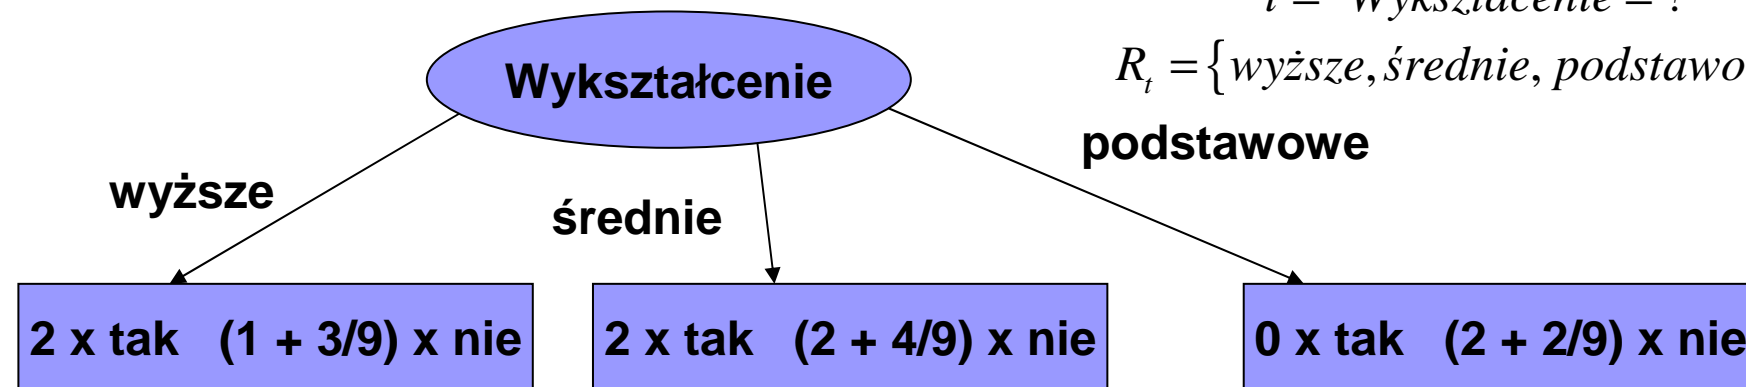 t = "Wykształcenie = ?"
Wykształcenie
R_t = {wyższe, średnie, podstawo
podstawowe
wyższe
średnie
2 x tak (1 + 3/9) x nie
2 x tak (2 + 4/9) x nie
0 x tak (2 + 2/9) x nie